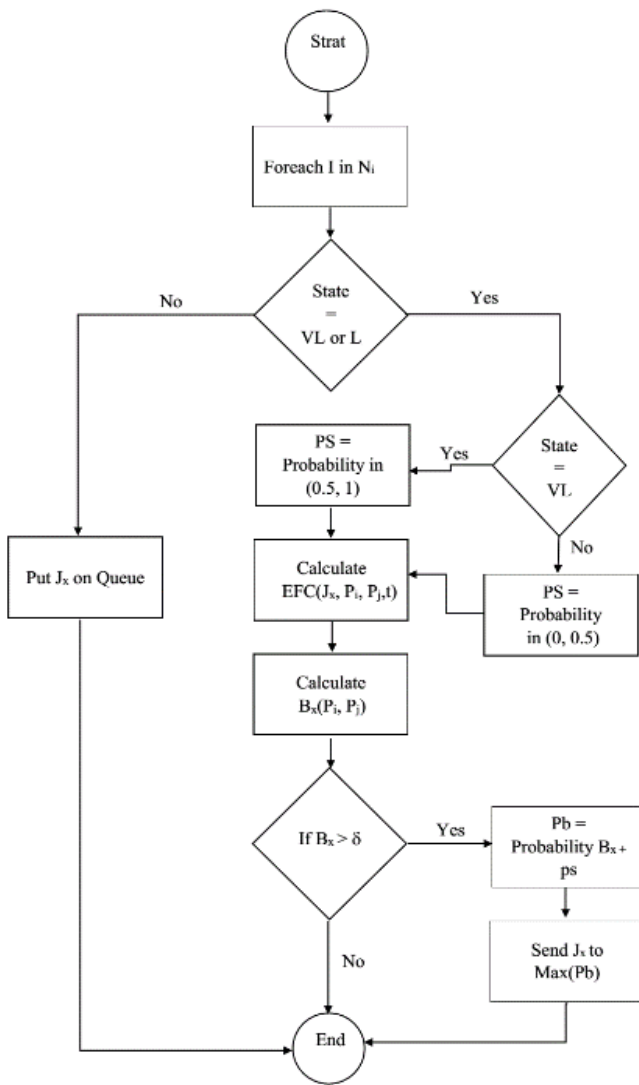 Strat
Foreach I in Nᵢ
State
=
VL or L
No
Yes
State
=
VL
Yes
PS =
Probability in
(0.5, 1)
No
Put Jₓ on Queue
Calculate
EFC(Jₓ, Pᵢ, Pⱼ,t)
PS =
Probability
in (0, 0.5)
Calculate
Bₓ(Pᵢ, Pⱼ)
If Bₓ > δ
Yes
Pb =
Probability Bₓ +
ps
Send Jₓ to
Max(Pb)
No
End